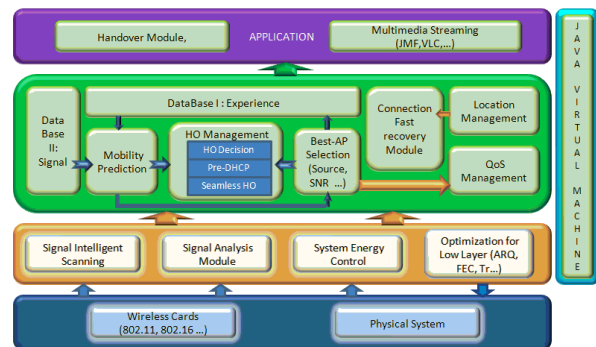 Handover Module,
APPLICATION
Multimedia Streaming
(JMF,VLC,...)
DataBase I : Experience
Data
Base
II:
Signal
Mobility
Prediction
HO Management
HO Decision
Pre-DHCP
Seamless HO
Best-AP
Selection
(Source,
SNR ...)
Connection
Fast
recovery
Module
Location
Management
QoS
Management
Signal Intelligent
Scanning
Signal Analysis
Module
System Energy
Control
Optimization for
Low Layer (ARQ,
FEC, Tr...)
Wireless Cards
(802.11, 802.16 ...)
Physical System
JAVA VIRTUAL MACHINE